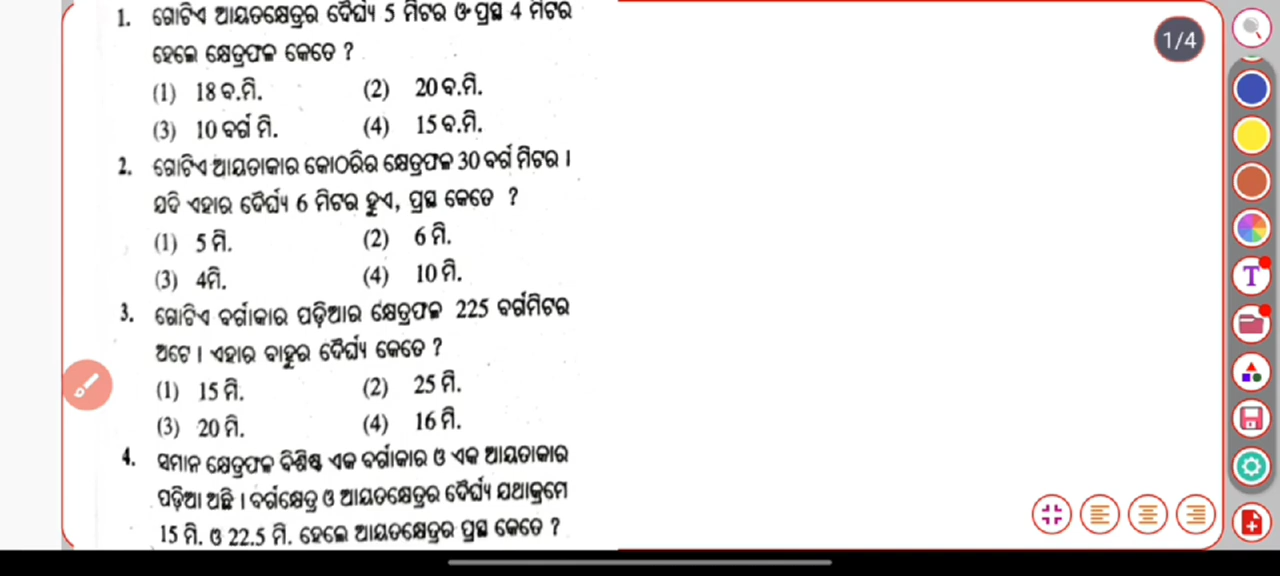 1. ଗୋଟିଏ ଆୟତକ୍ଷେତ୍ରର ଦୈର୍ଘ୍ୟ 5 ମିଟର ଓ ପ୍ରସ୍ଥ 4 ମିଟର
ହେଲେ କ୍ଷେତ୍ରଫଳ କେତେ ?
(1) 18 ବ.ମି. (2) 20 ବ.ମି.
(3) 10 ବର୍ଗ ମି. (4) 15 ବ.ମି.
2. ଗୋଟିଏ ଆୟତାକାର କୋଠରିର କ୍ଷେତ୍ରଫଳ 30 ବର୍ଗ ମିଟର ।
ଯଦି ଏହାର ଦୈର୍ଘ୍ୟ 6 ମିଟର ହୁଏ, ପ୍ରସ୍ଥ କେତେ ?
(1) 5 ମି. (2) 6 ମି.
(3) 4ମି. (4) 10 ମି.
3. ଗୋଟିଏ ବର୍ଗାକାର ପଡ଼ିଆର କ୍ଷେତ୍ରଫଳ 225 ବର୍ଗମିଟର
ଅଟେ । ଏହାର ବାହୁର ଦୈର୍ଘ୍ୟ କେତେ ?
(1) 15 ମି. (2) 25 ମି.
(3) 20 ମି. (4) 16 ମି.
4. ସମାନ କ୍ଷେତ୍ରଫଳ ବିଶିଷ୍ଟ ଏକ ବର୍ଗାକାର ଓ ଏକ ଆୟତାକାର
ପଡ଼ିଆ ଅଛି । ବର୍ଗକ୍ଷେତ୍ର ଓ ଆୟତକ୍ଷେତ୍ରର ଦୈର୍ଘ୍ୟ ଯଥାକ୍ରମେ
15 ମି. ଓ 22.5 ମି. ହେଲେ ଆୟତକ୍ଷେତ୍ରର ପ୍ରସ୍ଥ କେତେ ?
1/4
T